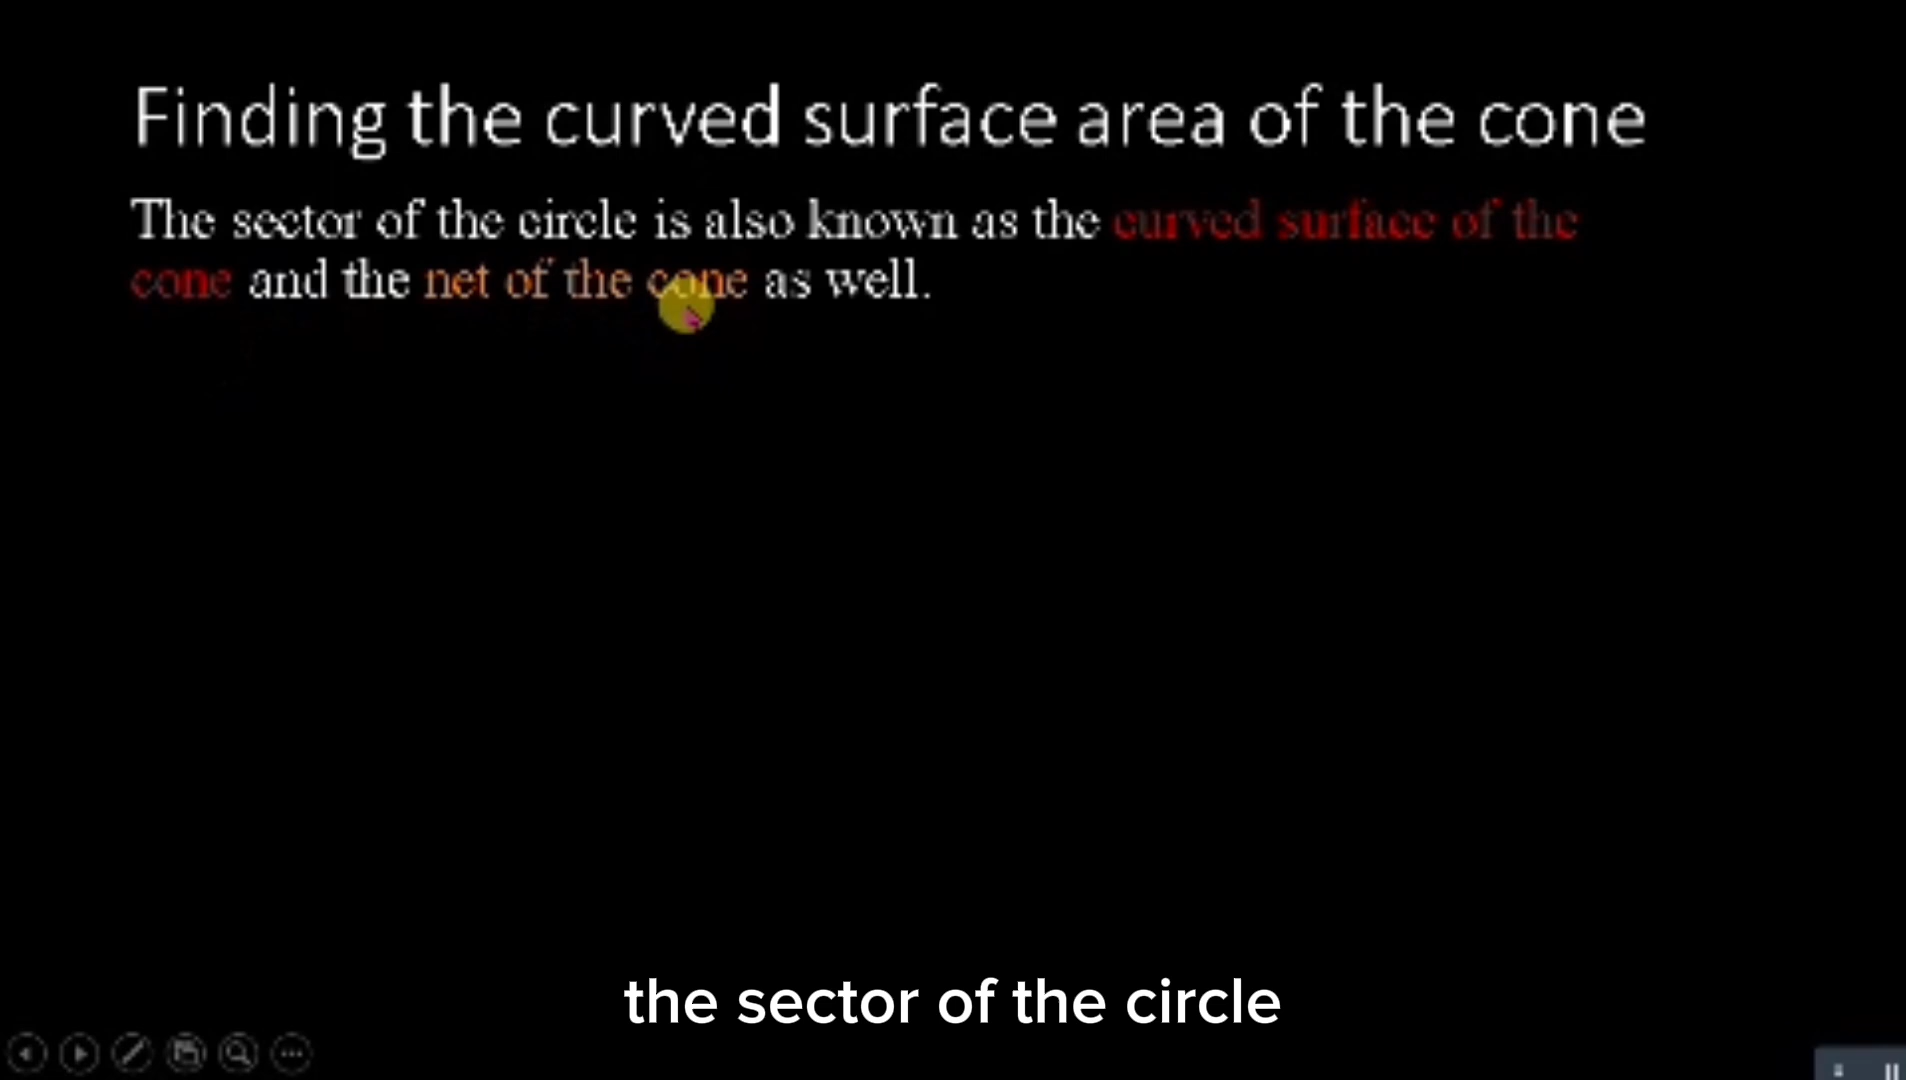 Finding the curved surface area of the cone
The sector of the circle is also known as the curved surface of the
cone and the net of the cone as well.
the sector of the circle